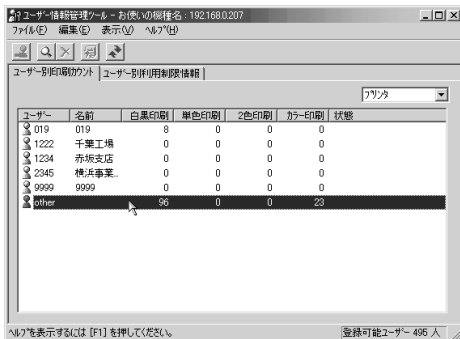 ユーザー情報管理ツール - お使いの機種名 : 192.168.0.207
ファイル(F) 編集(E) 表示(V) ヘルプ(H)
ユーザー別印刷カウント ユーザー別利用制限情報
プリンタ
ユーザー 名前 白黒印刷 単色印刷 2色印刷 カラー印刷 状態
019 019 8 0 0 0
1222 千葉工場 0 0 0 0
1234 赤坂支店 0 0 0 0
2345 横浜事業... 0 0 0 0
9999 9999 0 0 0 0
other 96 0 0 23
ヘルプを表示するには [F1] を押してください。 登録可能ユーザー 495 人